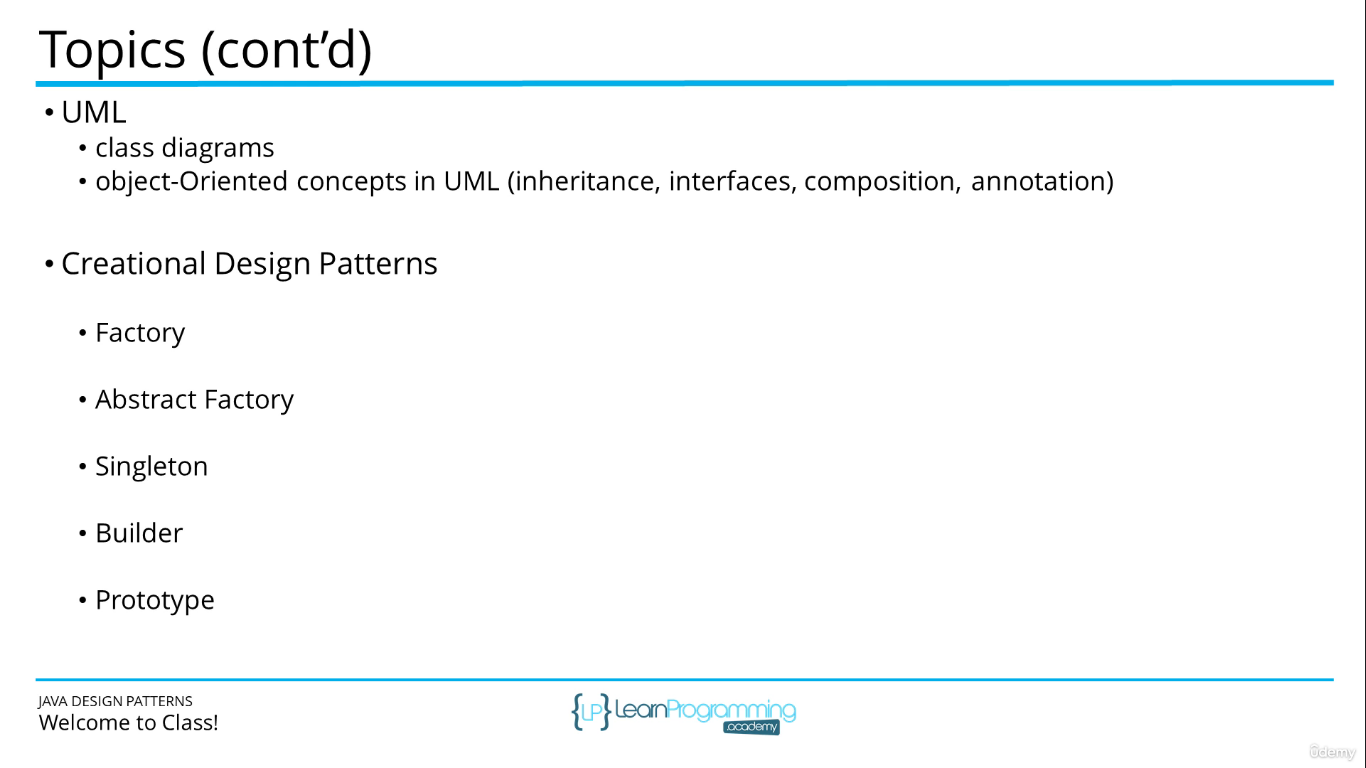 Topics (cont’d)
• UML
• class diagrams
• object-Oriented concepts in UML (inheritance, interfaces, composition, annotation)
• Creational Design Patterns
• Factory
• Abstract Factory
• Singleton
• Builder
• Prototype
JAVA DESIGN PATTERNS
Welcome to Class!
{LP} LearnProgramming
.academy
ûdemy